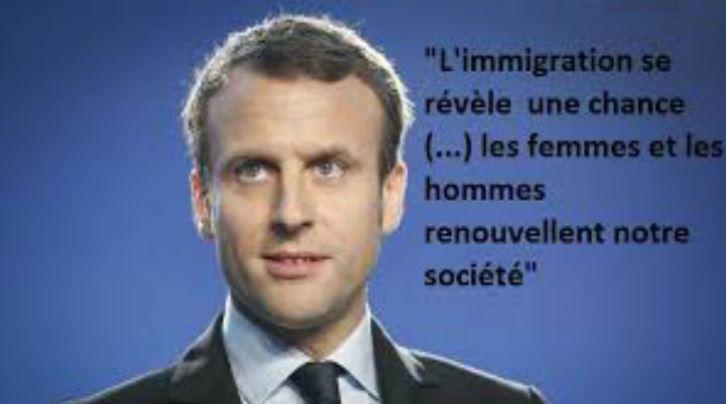 "L'immigration se
révèle une chance
(...) les femmes et les
hommes
renouvellent notre
société"